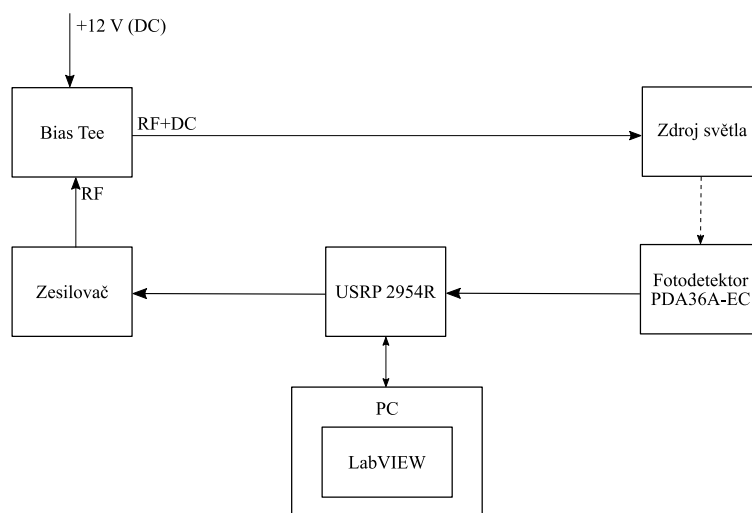 +12 V (DC)
Bias Tee
RF+DC
Zdroj světla
RF
Zesilovač
USRP 2954R
Fotodetektor
PDA36A-EC
PC
LabVIEW